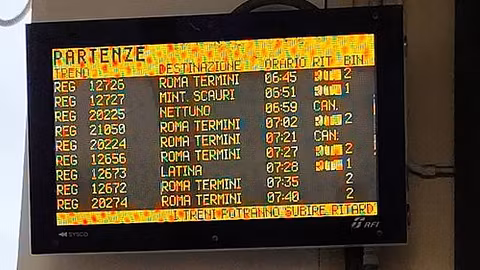 PARTENZE
TRENO DESTINAZIONE ORARIO RIT BIN
REG 12726 ROMA TERMINI 06:45 2
REG 12727 MINT. SCAURI 06:51 1
REG 20225 NETTUNO 06:59 CAN.
REG 21050 ROMA TERMINI 07:02 2
REG 20224 ROMA TERMINI 07:21 CAN.
REG 12656 ROMA TERMINI 07:27 2
REG 12673 LATINA 07:28 1
REG 12672 ROMA TERMINI 07:35 2
REG 20274 ROMA TERMINI 07:40 2
I TRENI POTRANNO SUBIRE RITARD
SYSCO RFI